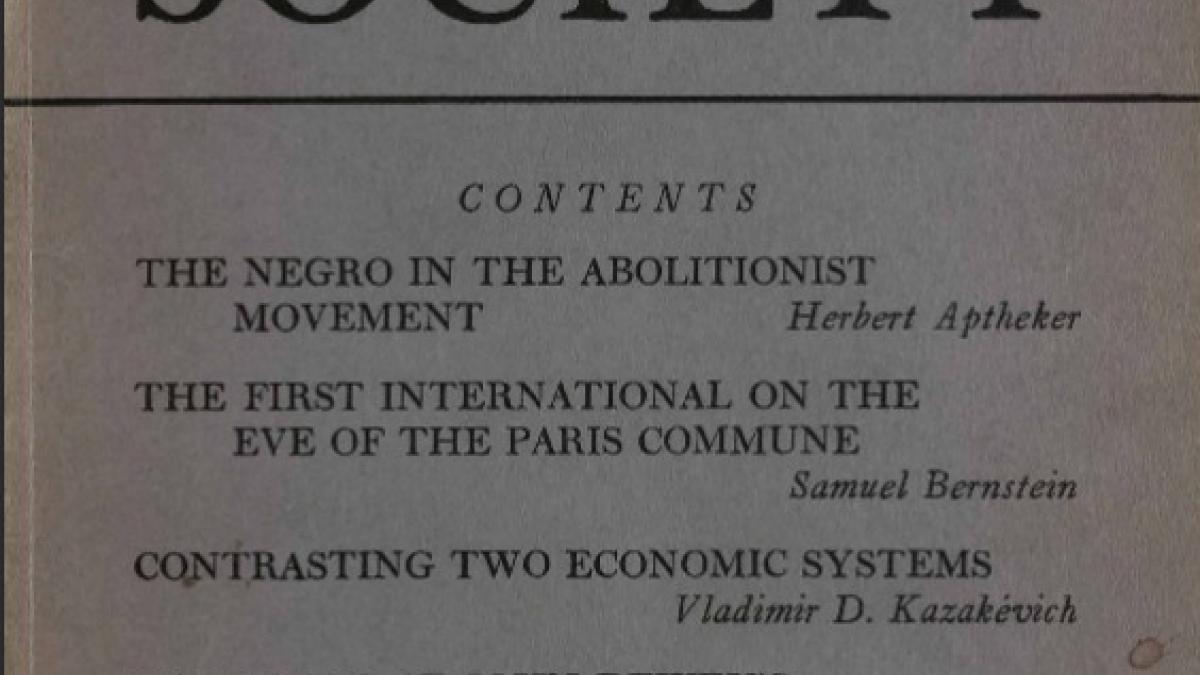 SOCIETY
CONTENTS
THE NEGRO IN THE ABOLITIONIST
MOVEMENT Herbert Aptheker
THE FIRST INTERNATIONAL ON THE
EVE OF THE PARIS COMMUNE
Samuel Bernstein
CONTRASTING TWO ECONOMIC SYSTEMS
Vladimir D. Kazakévich